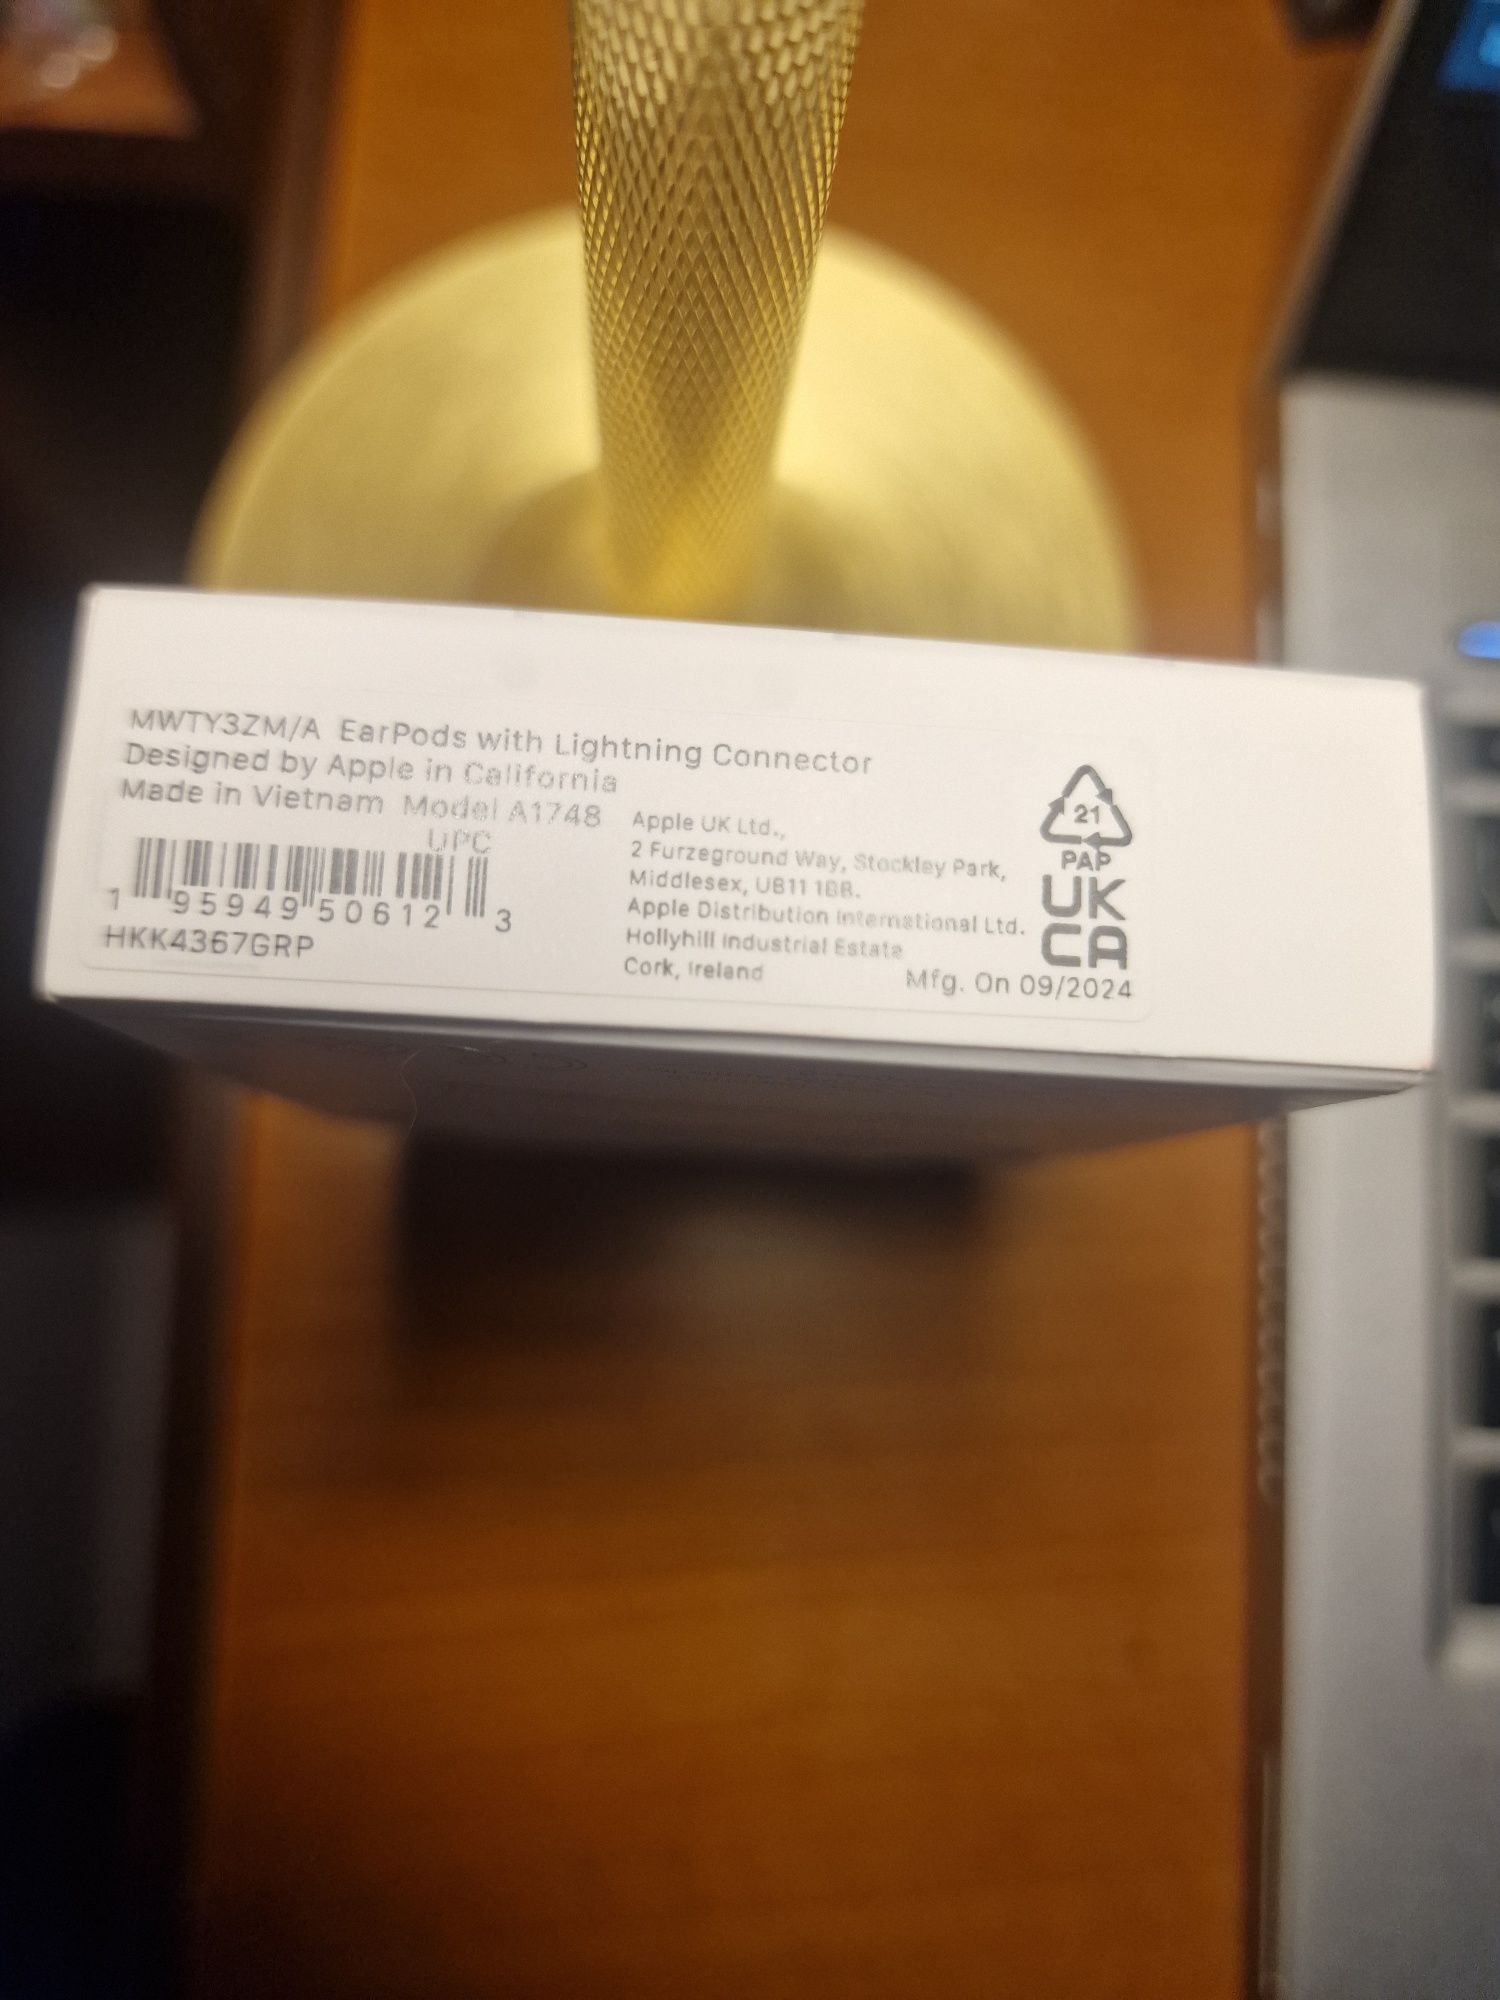 MWTY3ZM/A EarPods with Lightning Connector
Designed by Apple in California
Made in Vietnam Model A1748
UPC
1 95949 50612 3
HKK4367GRP
Apple UK Ltd.,
2 Furzeground Way, Stockley Park,
Middlesex, UB11 1BB.
Apple Distribution International Ltd.
Hollyhill Industrial Estate
Cork, Ireland
21
PAP
UK
CA
Mfg. On 09/2024